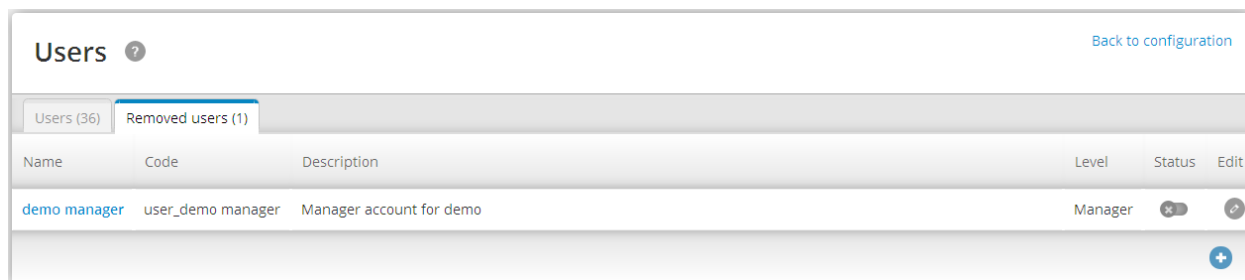 Users ?
Back to configuration
Users (36) Removed users (1)
Name Code Description Level Status Edit
demo manager user_demo manager Manager account for demo Manager